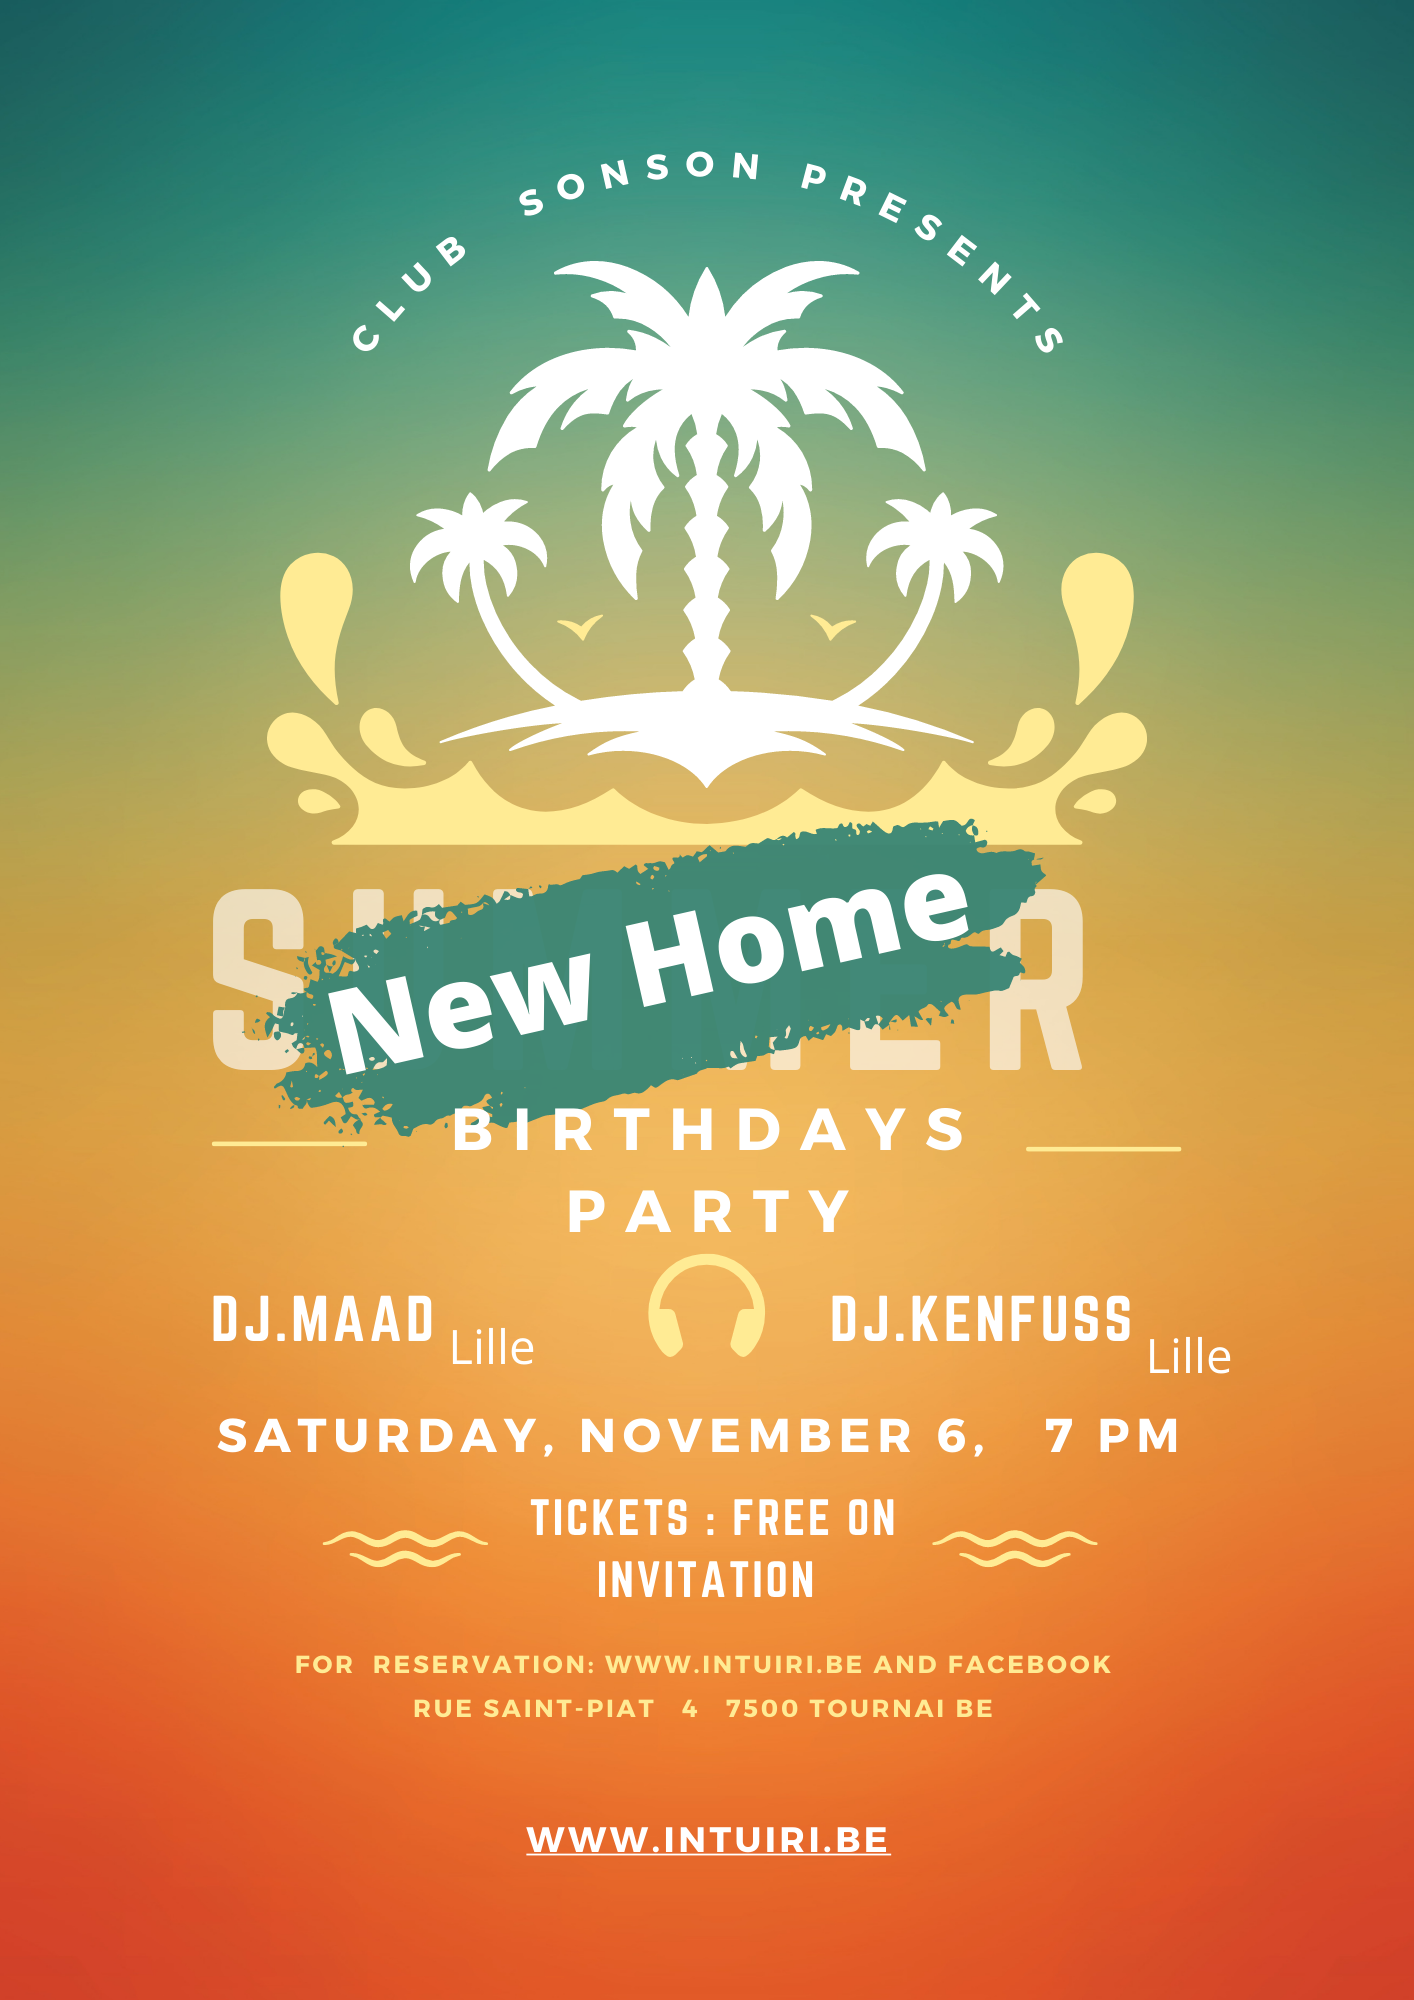 CLUB SONSON PRESENTS
SUMMER
New Home
BIRTHDAYS
PARTY
DJ.MAAD Lille
DJ.KENFUSS Lille
SATURDAY, NOVEMBER 6, 7 PM
TICKETS : FREE ON
INVITATION
FOR RESERVATION: WWW.INTUIRI.BE AND FACEBOOK
RUE SAINT-PIAT 4 7500 TOURNAI BE
WWW.INTUIRI.BE